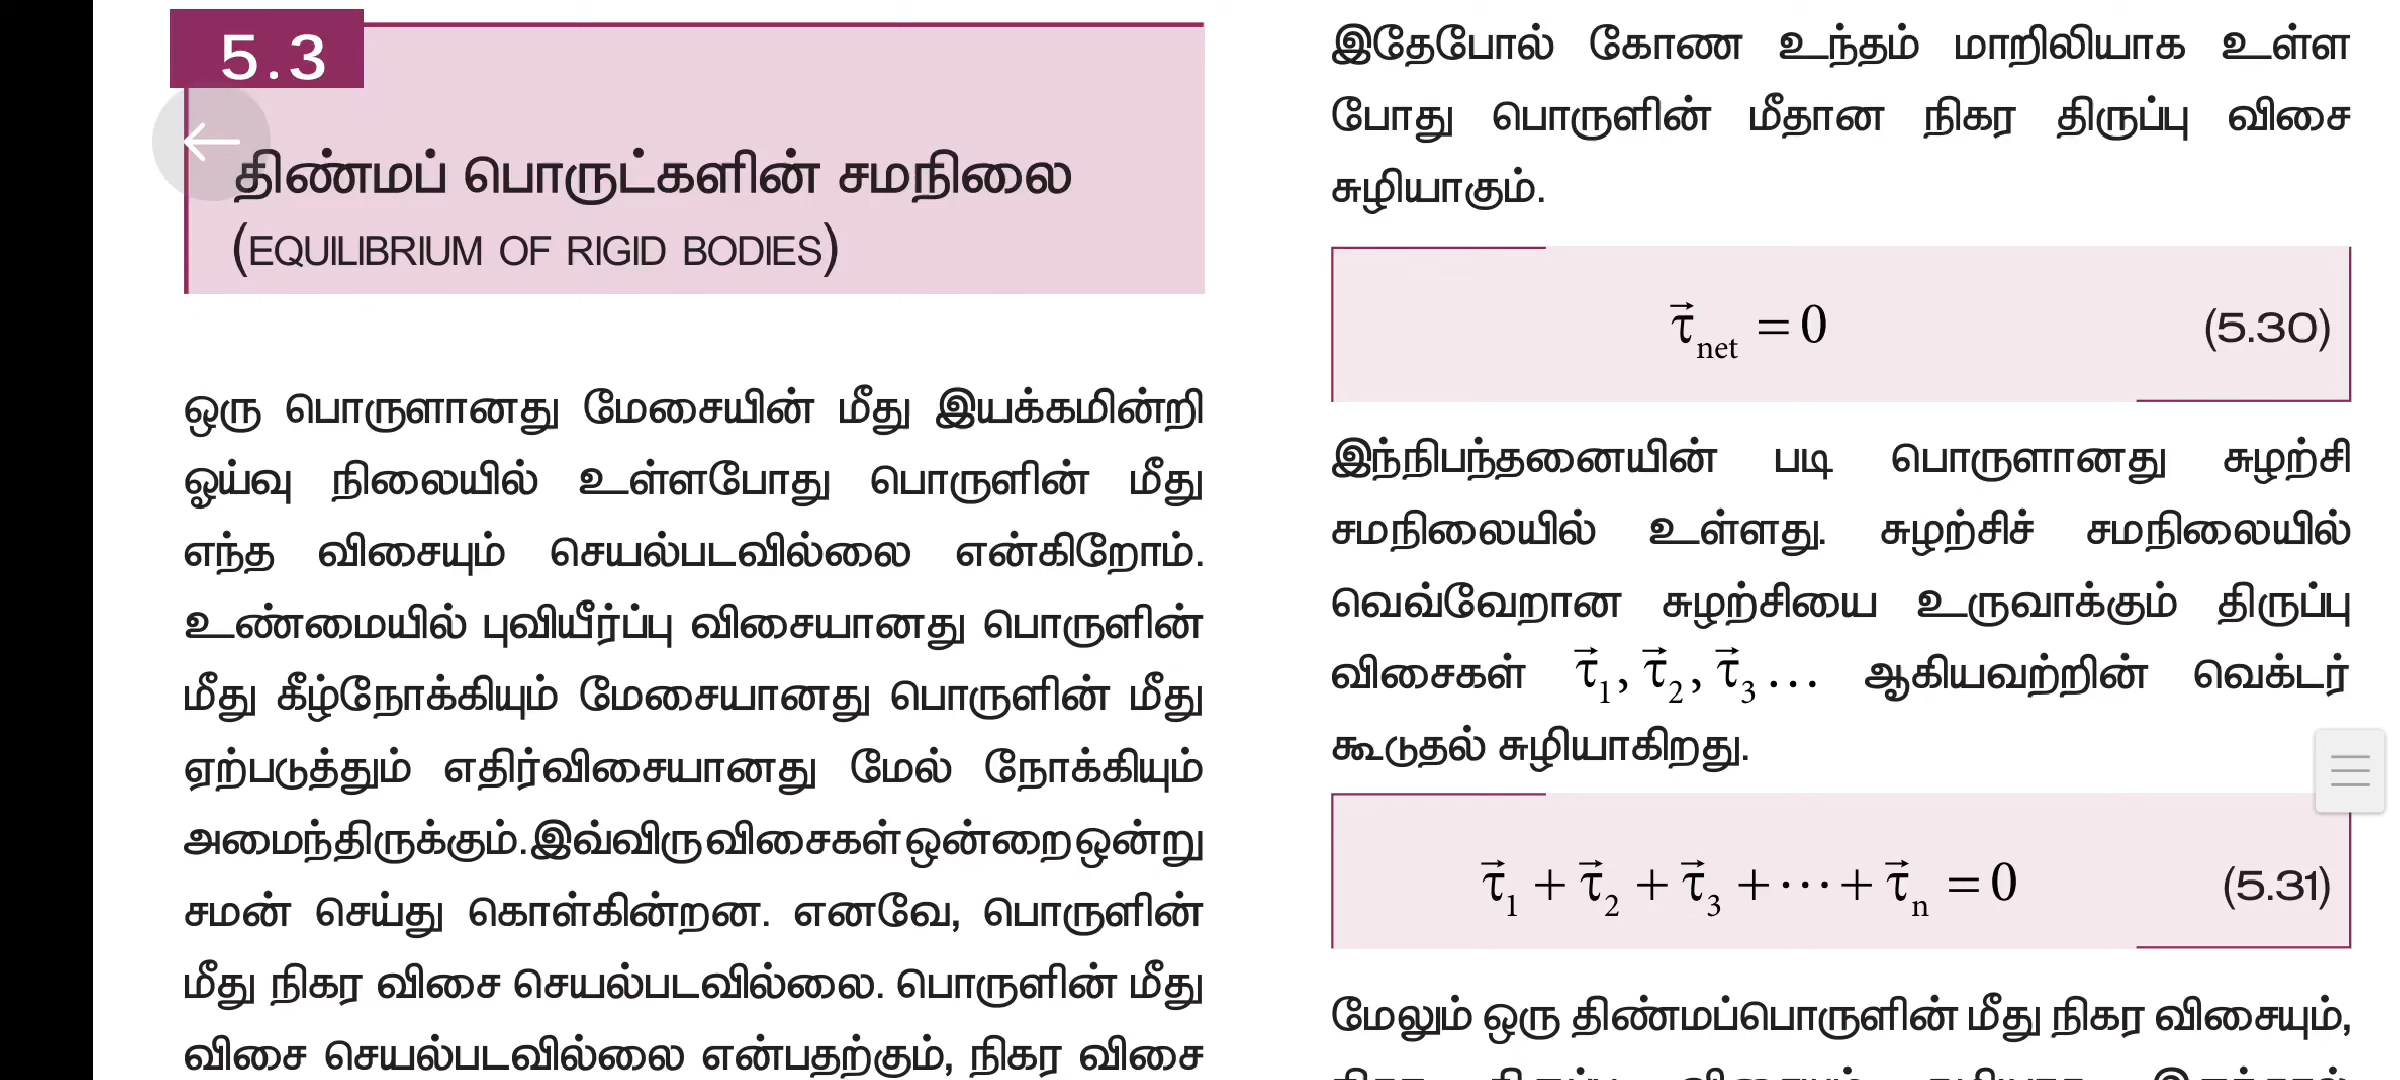 5.3
திண்மப் பொருட்களின் சமநிலை
(EQUILIBRIUM OF RIGID BODIES)
ஒரு பொருளானது மேசையின் மீது இயக்கமின்றி
ஓய்வு நிலையில் உள்ளபோது பொருளின் மீது
எந்த விசையும் செயல்படவில்லை என்கிறோம்.
உண்மையில் புவியீர்ப்பு விசையானது பொருளின்
மீது கீழ்நோக்கியும் மேசையானது பொருளின் மீது
ஏற்படுத்தும் எதிர்விசையானது மேல் நோக்கியும்
அமைந்திருக்கும்.இவ்விருவிசைகள்ஒன்றைஒன்று
சமன் செய்து கொள்கின்றன. எனவே, பொருளின்
மீது நிகர விசை செயல்படவில்லை. பொருளின் மீது
விசை செயல்படவில்லை என்பதற்கும், நிகர விசை
இதேபோல் கோண உந்தம் மாறிலியாக உள்ள
போது பொருளின் மீதான நிகர திருப்பு விசை
சுழியாகும்.
τ⃗net = 0 (5.30)
இந்நிபந்தனையின் படி பொருளானது சுழற்சி
சமநிலையில் உள்ளது. சுழற்சிச் சமநிலையில்
வெவ்வேறான சுழற்சியை உருவாக்கும் திருப்பு
விசைகள் τ⃗1, τ⃗2, τ⃗3 ... ஆகியவற்றின் வெக்டர்
கூடுதல் சுழியாகிறது.
τ⃗1 + τ⃗2 + τ⃗3 + ··· + τ⃗n = 0 (5.31)
மேலும் ஒரு திண்மப்பொருளின் மீது நிகர விசையும்,